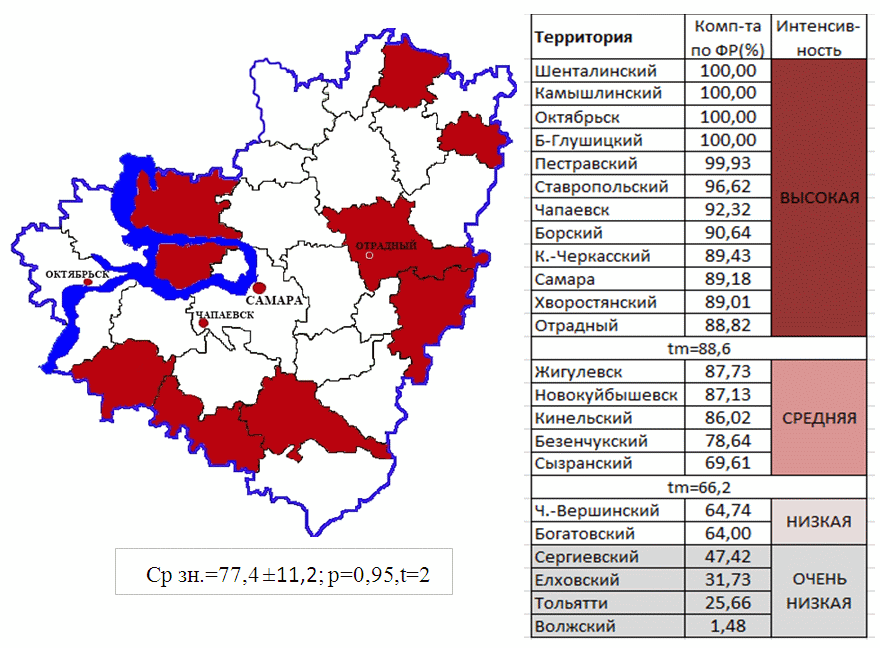 ОТРАДНЫЙ
ОКТЯБРЬСК
САМАРА
ЧАПАЕВСК
Ср зн.=77,4 ±11,2; p=0,95,t=2
Территория Комп-та по ФР(%) Интенсив-ность
Шенталинский 100,00
Камышлинский 100,00
Октябрьск 100,00
Б-Глушицкий 100,00
Пестравский 99,93
Ставропольский 96,62
ВЫСОКАЯ
Чапаевск 92,32
Борский 90,64
К.-Черкасский 89,43
Самара 89,18
Хворостянский 89,01
Отрадный 88,82
tm=88,6
Жигулевск 87,73
Новокуйбышевск 87,13
Кинельский 86,02 СРЕДНЯЯ
Безенчукский 78,64
Сызранский 69,61
tm=66,2
Ч.-Вершинский 64,74
НИЗКАЯ
Богатовский 64,00
Сергиевский 47,42
Елховский 31,73 ОЧЕНЬ
Тольятти 25,66 НИЗКАЯ
Волжский 1,48